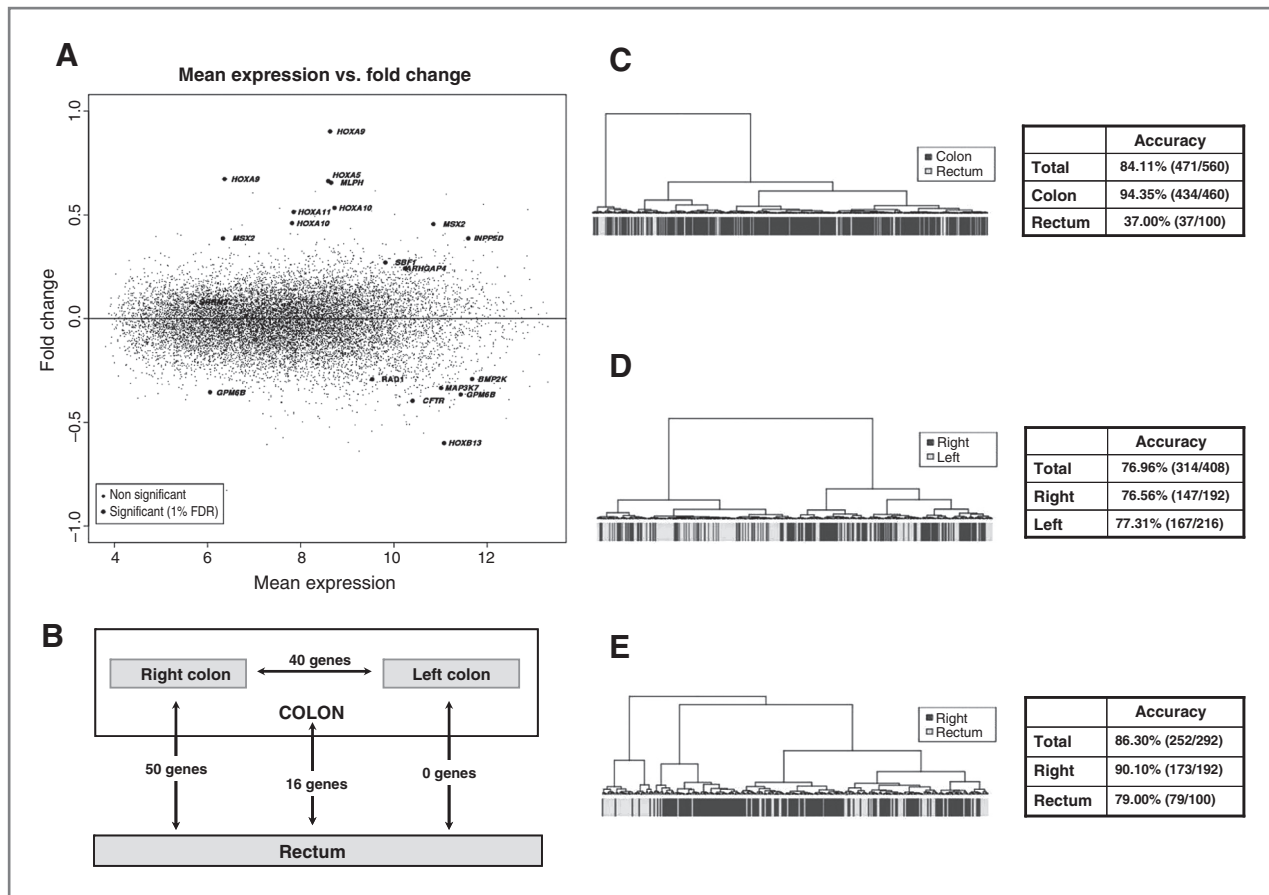 A
Mean expression vs. fold change
Fold change
1.0
0.5
0.0
−0.5
−1.0
HOXA9
HOXA9
HOXA5
MLPH
HOXA10
HOXA11
HOXA10
MSX2
MSX2
INPP5D
SBF1
ARHGAP4
RAD1
BMP2K
MAP3K7
GPM6B
GPM6B
CFTR
HOXB13
Non significant
Significant (1% FDR)
4 6 8 10 12
Mean expression
B
Right colon
40 genes
Left colon
COLON
50 genes
16 genes
0 genes
Rectum
C
Colon
Rectum
Accuracy
Total 84.11% (471/560)
Colon 94.35% (434/460)
Rectum 37.00% (37/100)
D
Right
Left
Accuracy
Total 76.96% (314/408)
Right 76.56% (147/192)
Left 77.31% (167/216)
E
Right
Rectum
Accuracy
Total 86.30% (252/292)
Right 90.10% (173/192)
Rectum 79.00% (79/100)